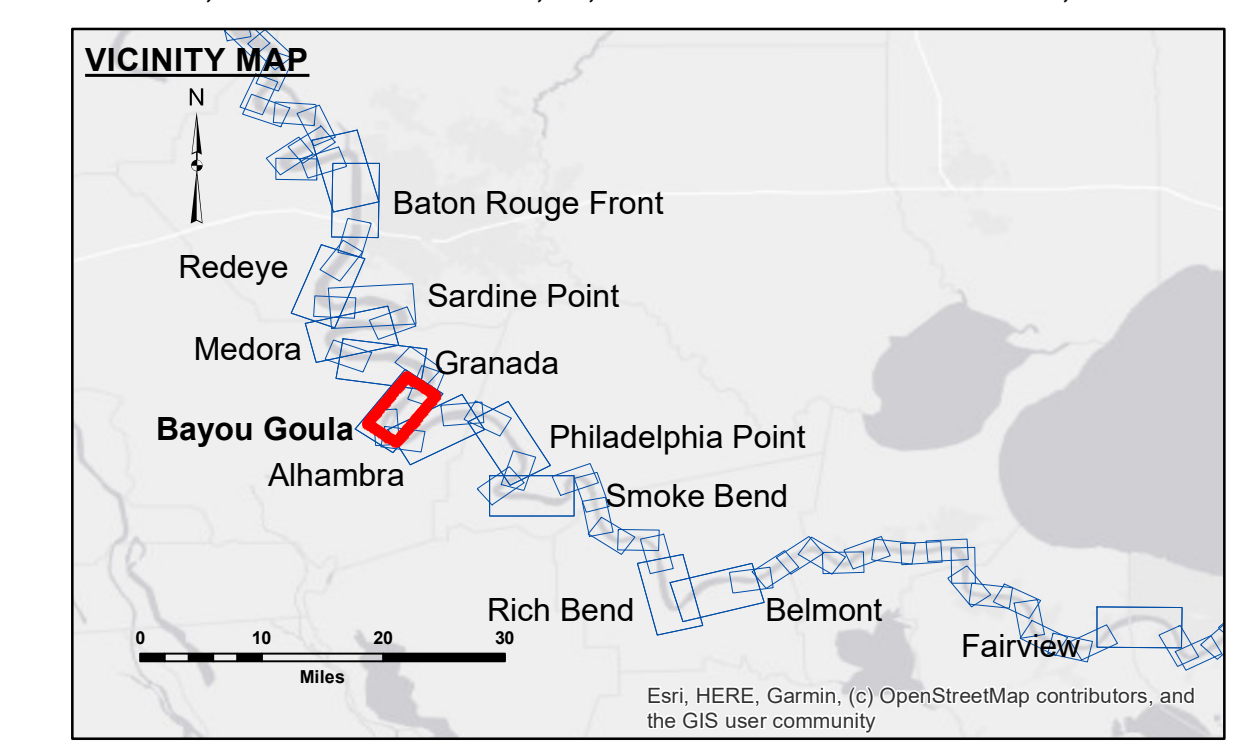 VICINITY MAP
N
Baton Rouge Front
Redeye
Sardine Point
Medora
Granada
Bayou Goula
Philadelphia Point
Alhambra
Smoke Bend
Rich Bend
Belmont
Fairview
0 10 20 30
Miles
Esri, HERE, Garmin, (c) OpenStreetMap contributors, and
the GIS user community